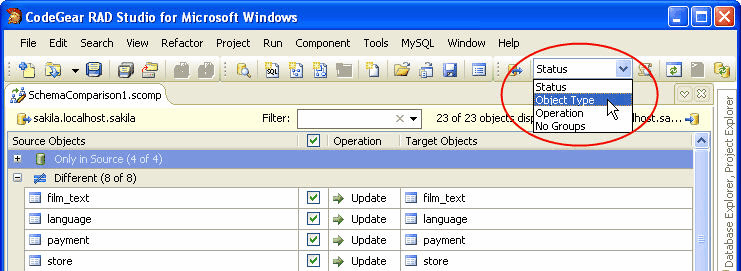 CodeGear RAD Studio for Microsoft Windows
File Edit Search View Refactor Project Run Component Tools MySQL Window Help
SQL
Status
Status
Object Type
Operation
No Groups
SchemaComparison1.scomp
sakila.localhost.sakila Filter: 23 of 23 objects disp lhost.sa...
Source Objects Operation Target Objects
Only in Source (4 of 4)
Different (8 of 8)
film_text Update film_text
language Update language
payment Update payment
store Update store
Database Explorer, Project Explorer